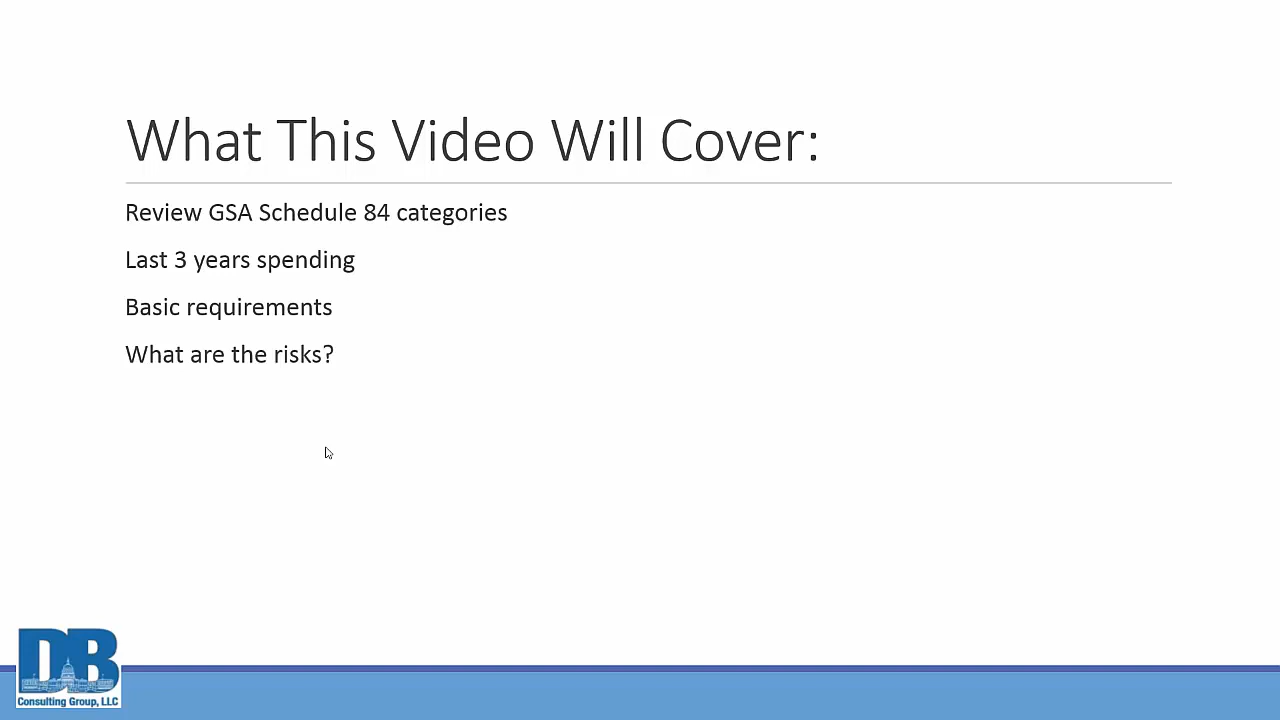 What This Video Will Cover:
Review GSA Schedule 84 categories
Last 3 years spending
Basic requirements
What are the risks?
DB
Consulting Group, LLC